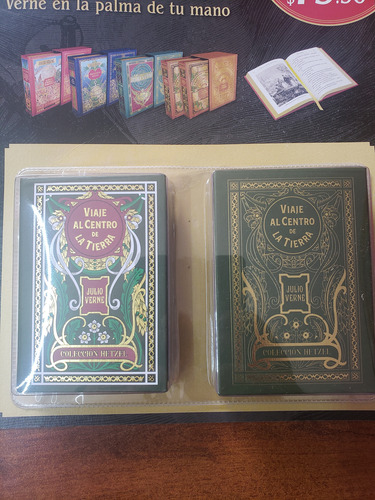 Verne en la palma de tu mano
VIAJE
AL CENTRO
DE
LA TIERRA
JULIO
VERNE
COLECCIÓN HETZEL
VIAJE
AL CENTRO
DE
LA TIERRA
JULIO
VERNE
COLECCIÓN HETZEL